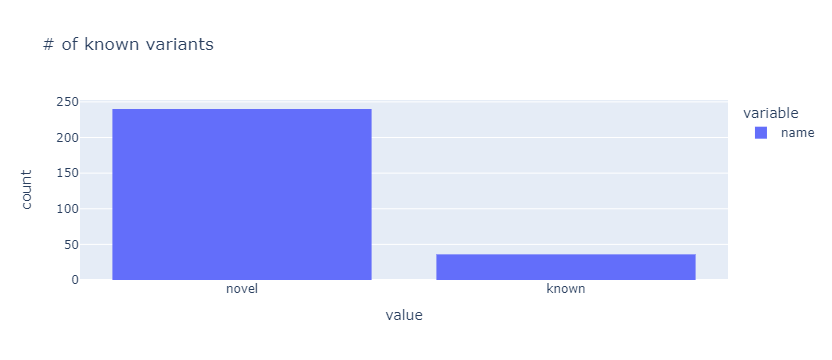 # of known variants
250
200
150
100
50
0
count
novel
known
value
variable
name